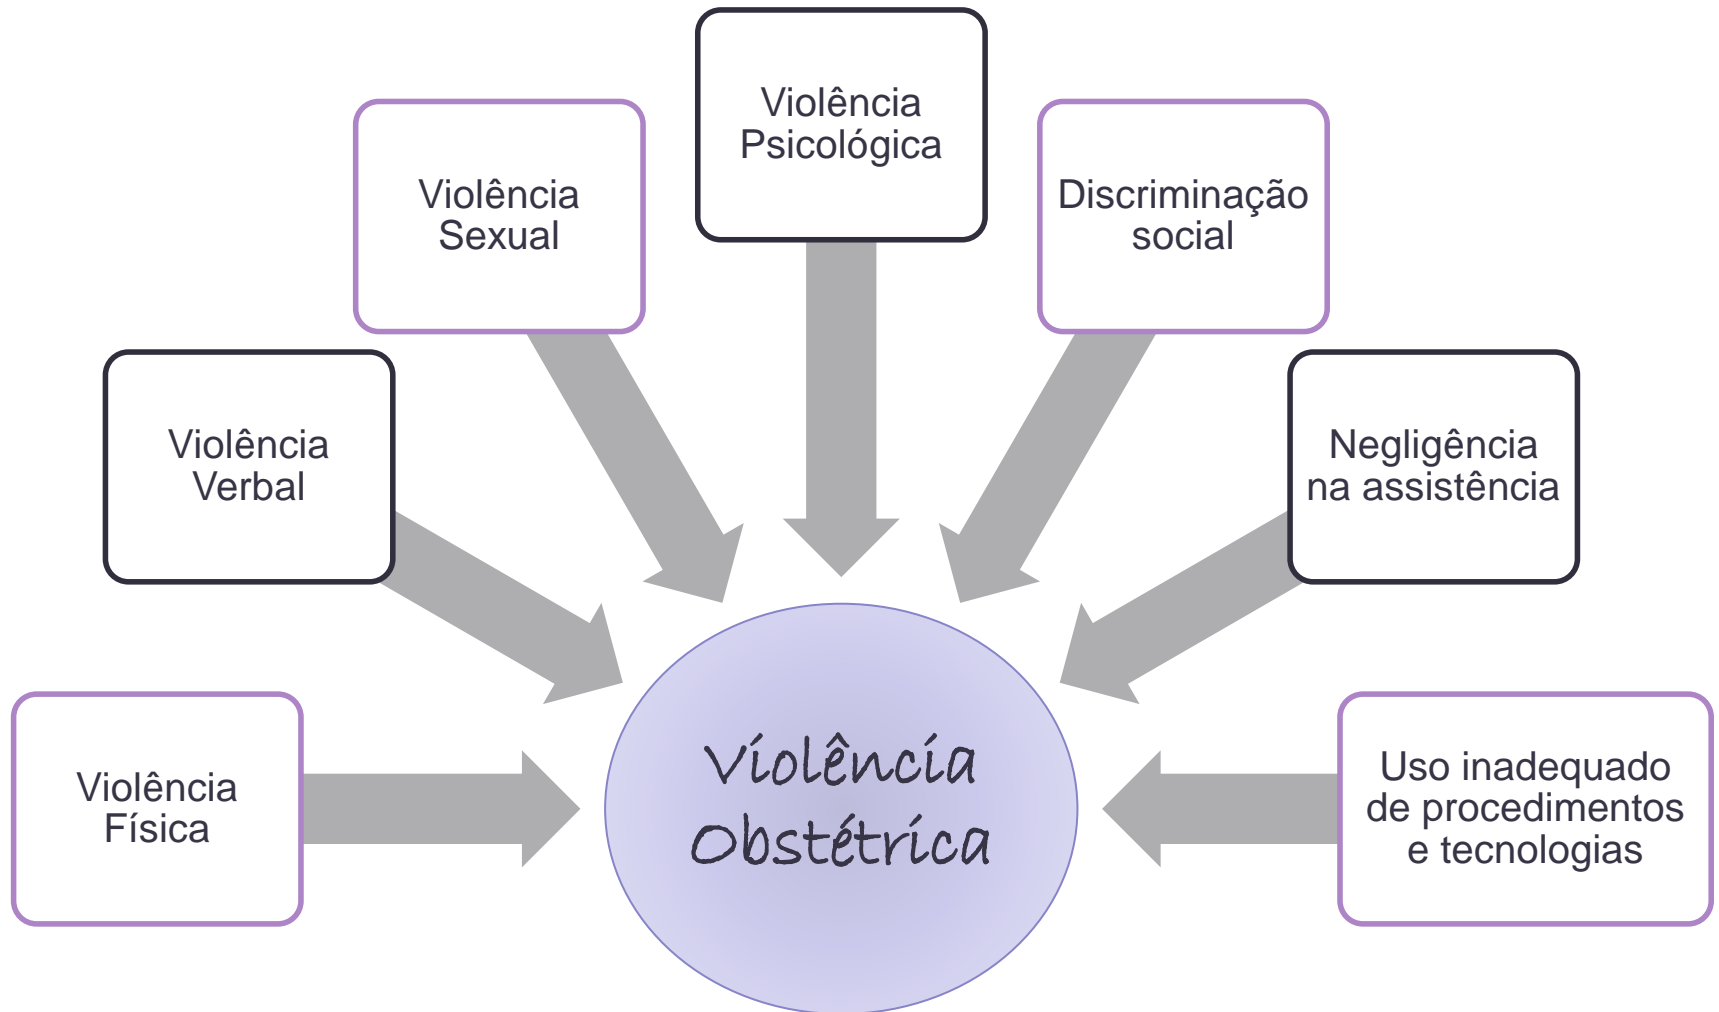 Violência
Psicológica
Violência
Sexual
Discriminação
social
Violência
Verbal
Negligência
na assistência
Violência
Física
Violência
Obstétrica
Uso inadequado
de procedimentos
e tecnologias